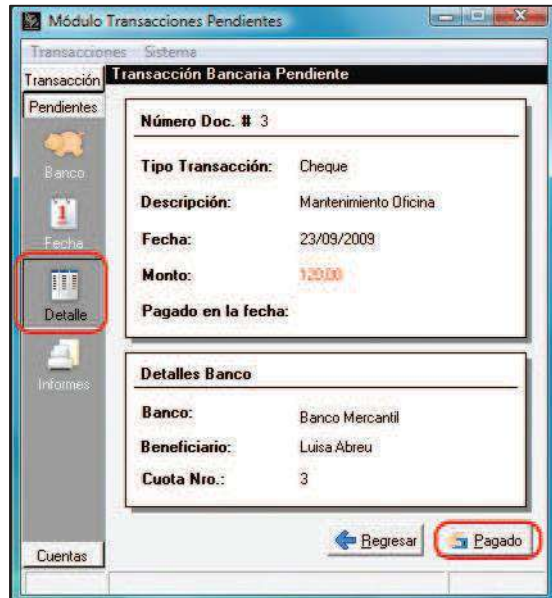 Módulo Transacciones Pendientes
Transacciones Sistema
Transacción
Pendientes
Banco
1
Fecha
Detalle
Informes
Cuentas
Transacción Bancaria Pendiente
Número Doc. # 3
Tipo Transacción: Cheque
Descripción: Mantenimiento Oficina
Fecha: 23/09/2009
Monto: 120,00
Pagado en la fecha:
Detalles Banco
Banco: Banco Mercantil
Beneficiario: Luisa Abreu
Cuota Nro.: 3
Regresar Pagado